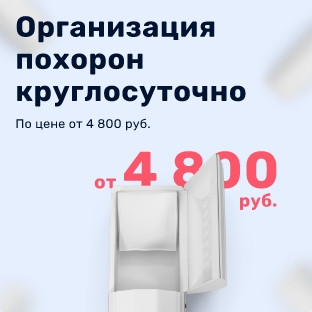 Организация
похорон
круглосуточно
По цене от 4 800 руб.
от 4 800
руб.